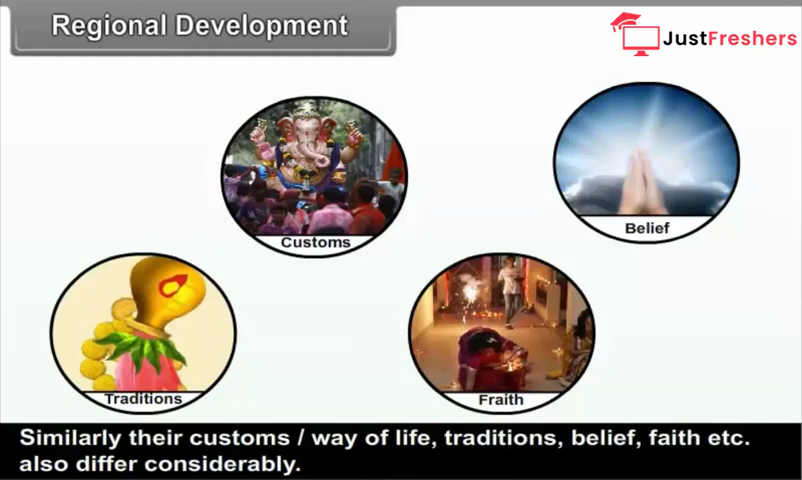 Regional Development
JustFreshers
Customs
Belief
Traditions
Fraith
Similarly their customs / way of life, traditions, belief, faith etc.
also differ considerably.